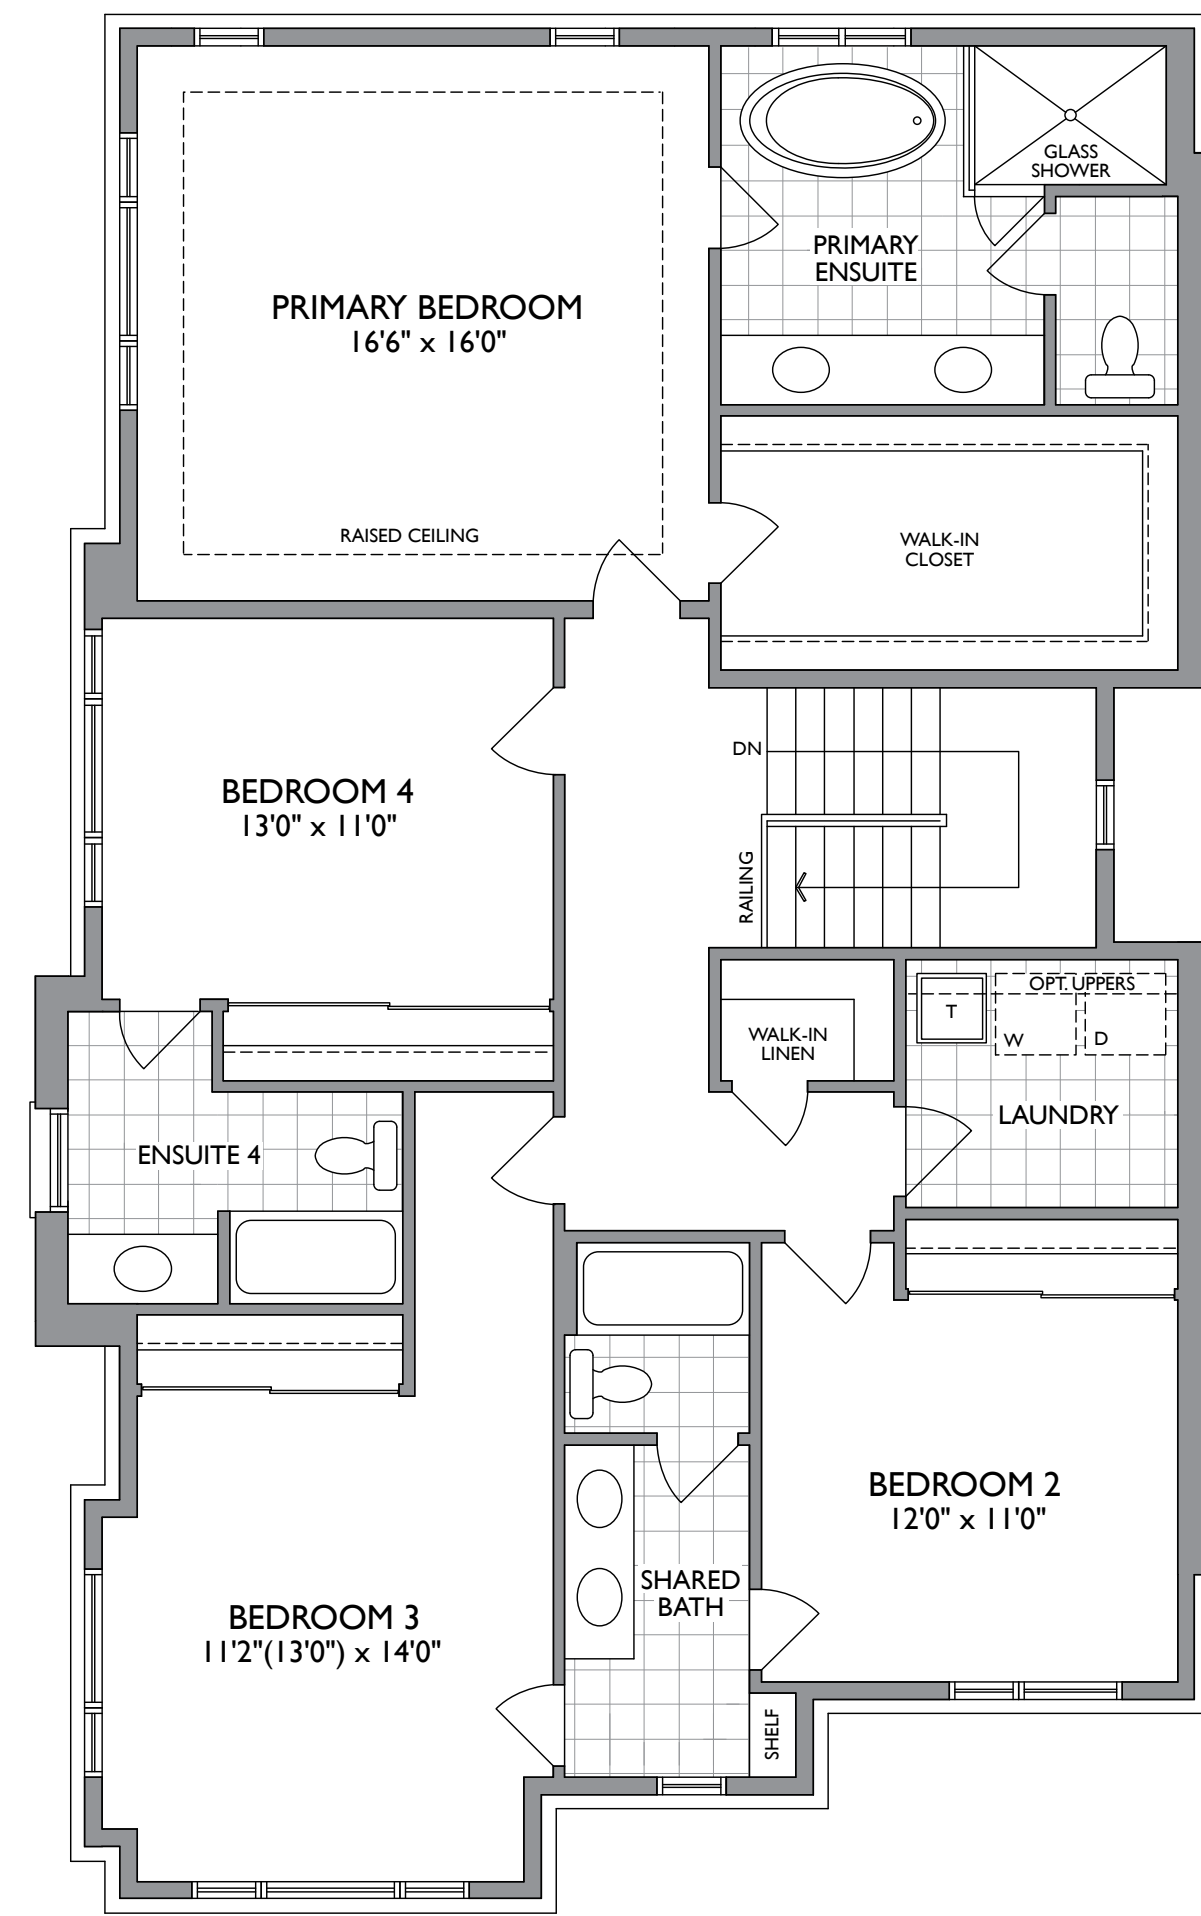 GLASS
SHOWER
PRIMARY
ENSUITE
PRIMARY BEDROOM
16'6" x 16'0"
RAISED CEILING
WALK-IN
CLOSET
DN
BEDROOM 4
13'0" x 11'0"
RAILING
OPT. UPPERS
T
W
D
WALK-IN
LINEN
LAUNDRY
ENSUITE 4
BEDROOM 2
12'0" x 11'0"
SHARED
BATH
BEDROOM 3
11'2"(13'0") x 14'0"
SHELF